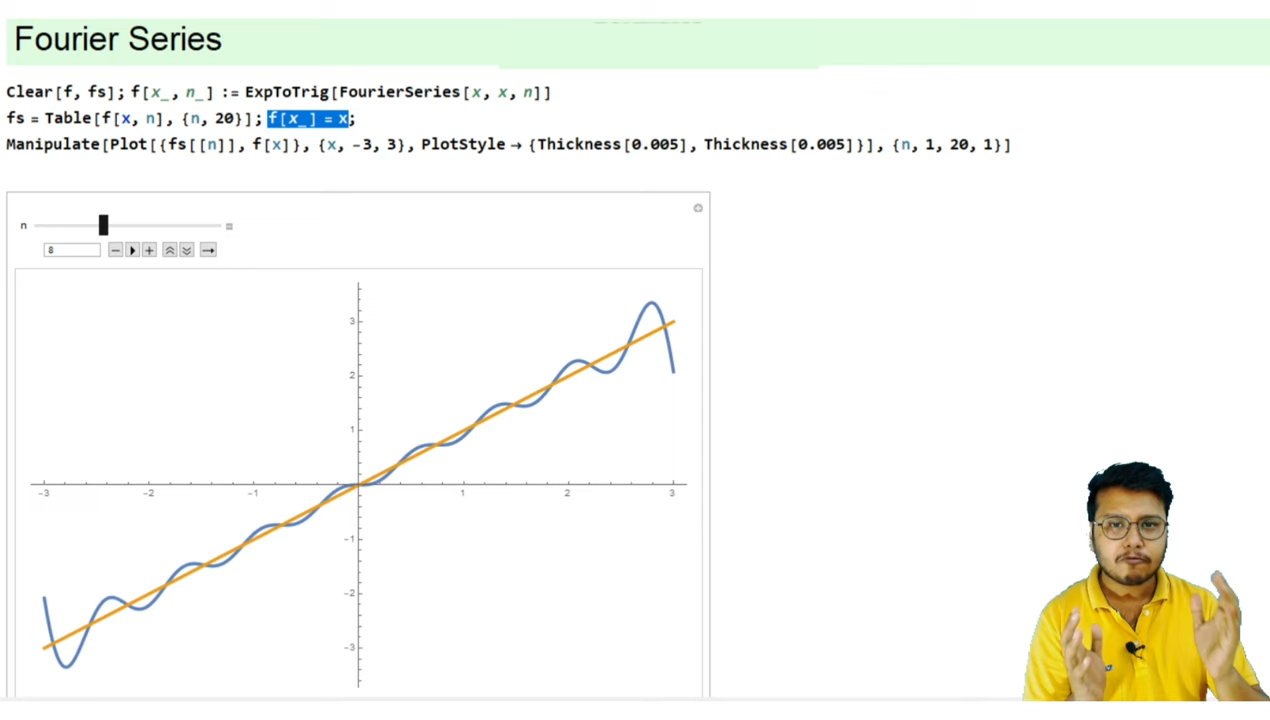 Fourier Series
Clear[f, fs]; f[x_, n_] := ExpToTrig[FourierSeries[x, x, n]]
fs = Table[f[x, n], {n, 20}]; f[x_] = x;
Manipulate[Plot[{fs[[n]], f[x]}, {x, -3, 3}, PlotStyle → {Thickness[0.005], Thickness[0.005]}], {n, 1, 20, 1}]
n
8
3
2
1
-3 -2 -1 1 2 3
-1
-2
-3